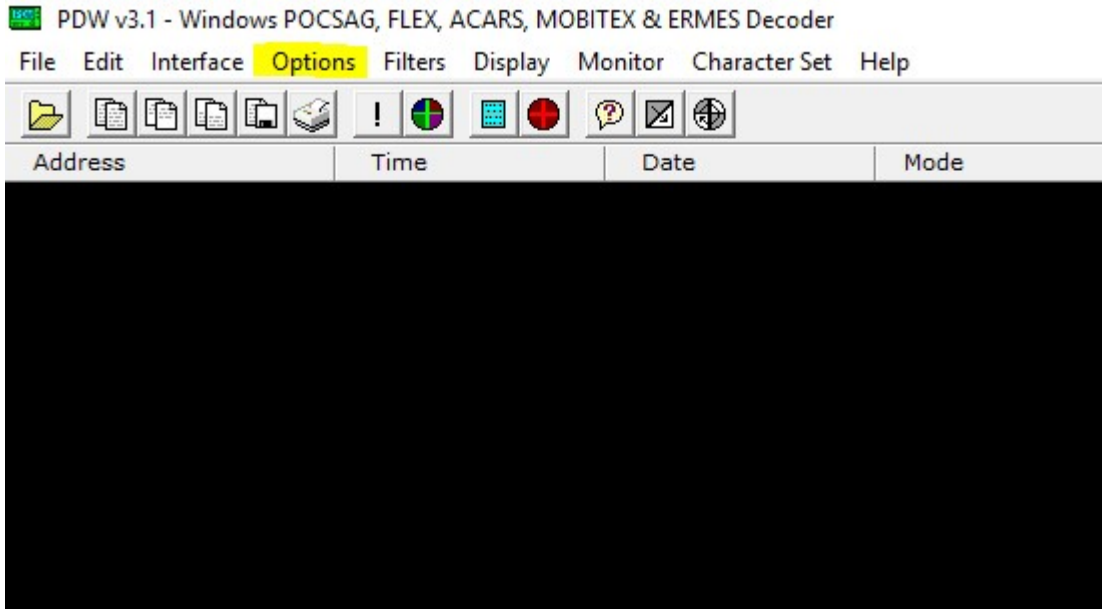 PDW v3.1 - Windows POCSAG, FLEX, ACARS, MOBITEX & ERMES Decoder
File Edit Interface Options Filters Display Monitor Character Set Help
Address Time Date Mode